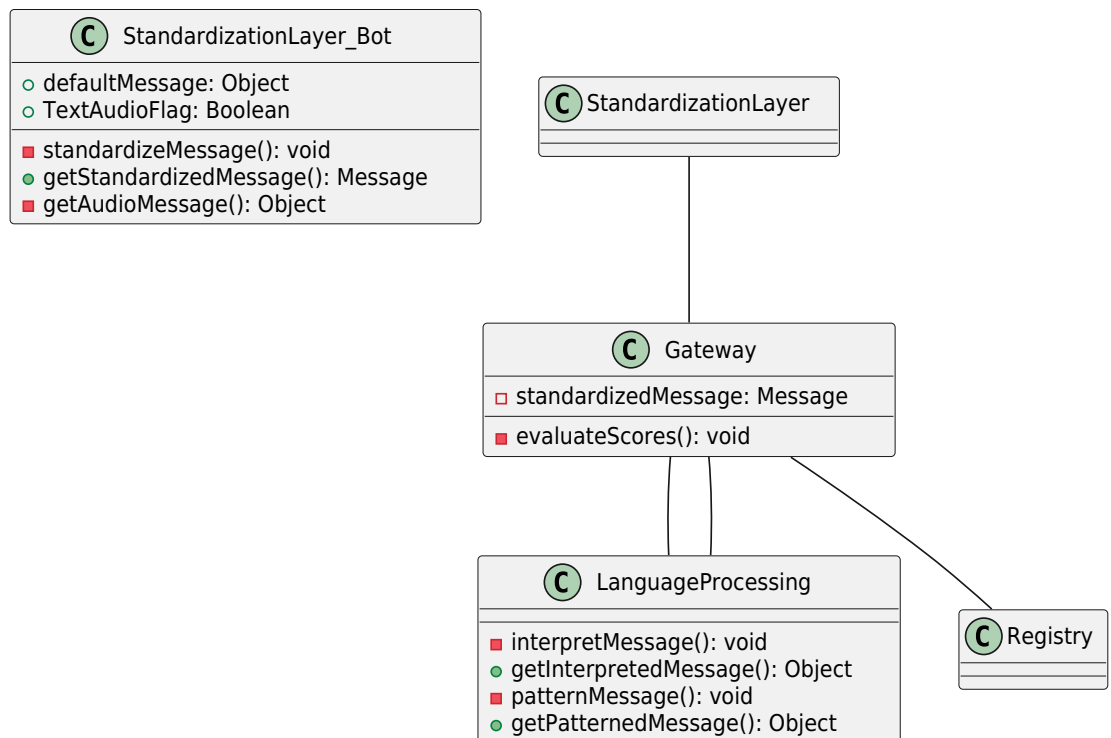 C StandardizationLayer_Bot
defaultMessage: Object
TextAudioFlag: Boolean
standardizeMessage(): void
getStandardizedMessage(): Message
getAudioMessage(): Object
C StandardizationLayer
C Gateway
standardizedMessage: Message
evaluateScores(): void
C LanguageProcessing
interpretMessage(): void
getInterpretedMessage(): Object
patternMessage(): void
getPatternedMessage(): Object
C Registry